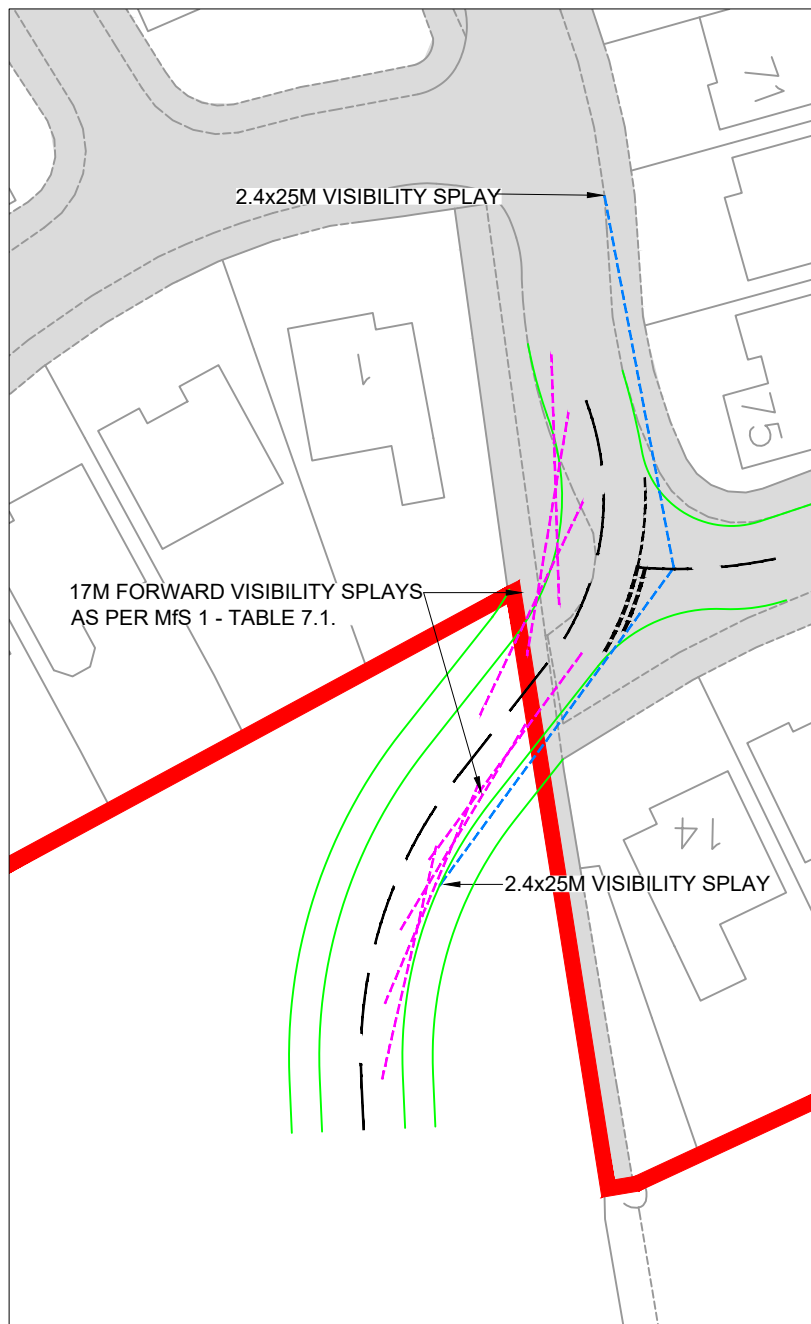 71
2.4x25M VISIBILITY SPLAY
1
75
17M FORWARD VISIBILITY SPLAYS
AS PER MfS 1 - TABLE 7.1.
14
2.4x25M VISIBILITY SPLAY